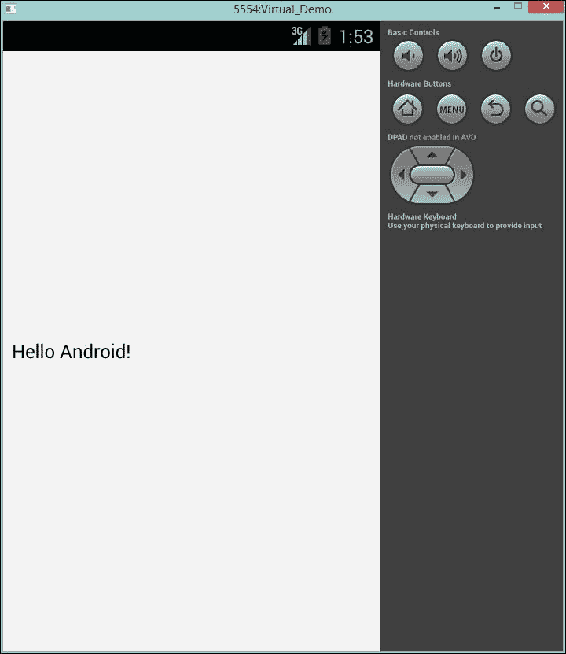 5554:Virtual_Demo
3G 1:53
Basic Controls
Hardware Buttons
MENU
DPAD not enabled in AVD
Hardware Keyboard
Use your physical keyboard to provide input
Hello Android!